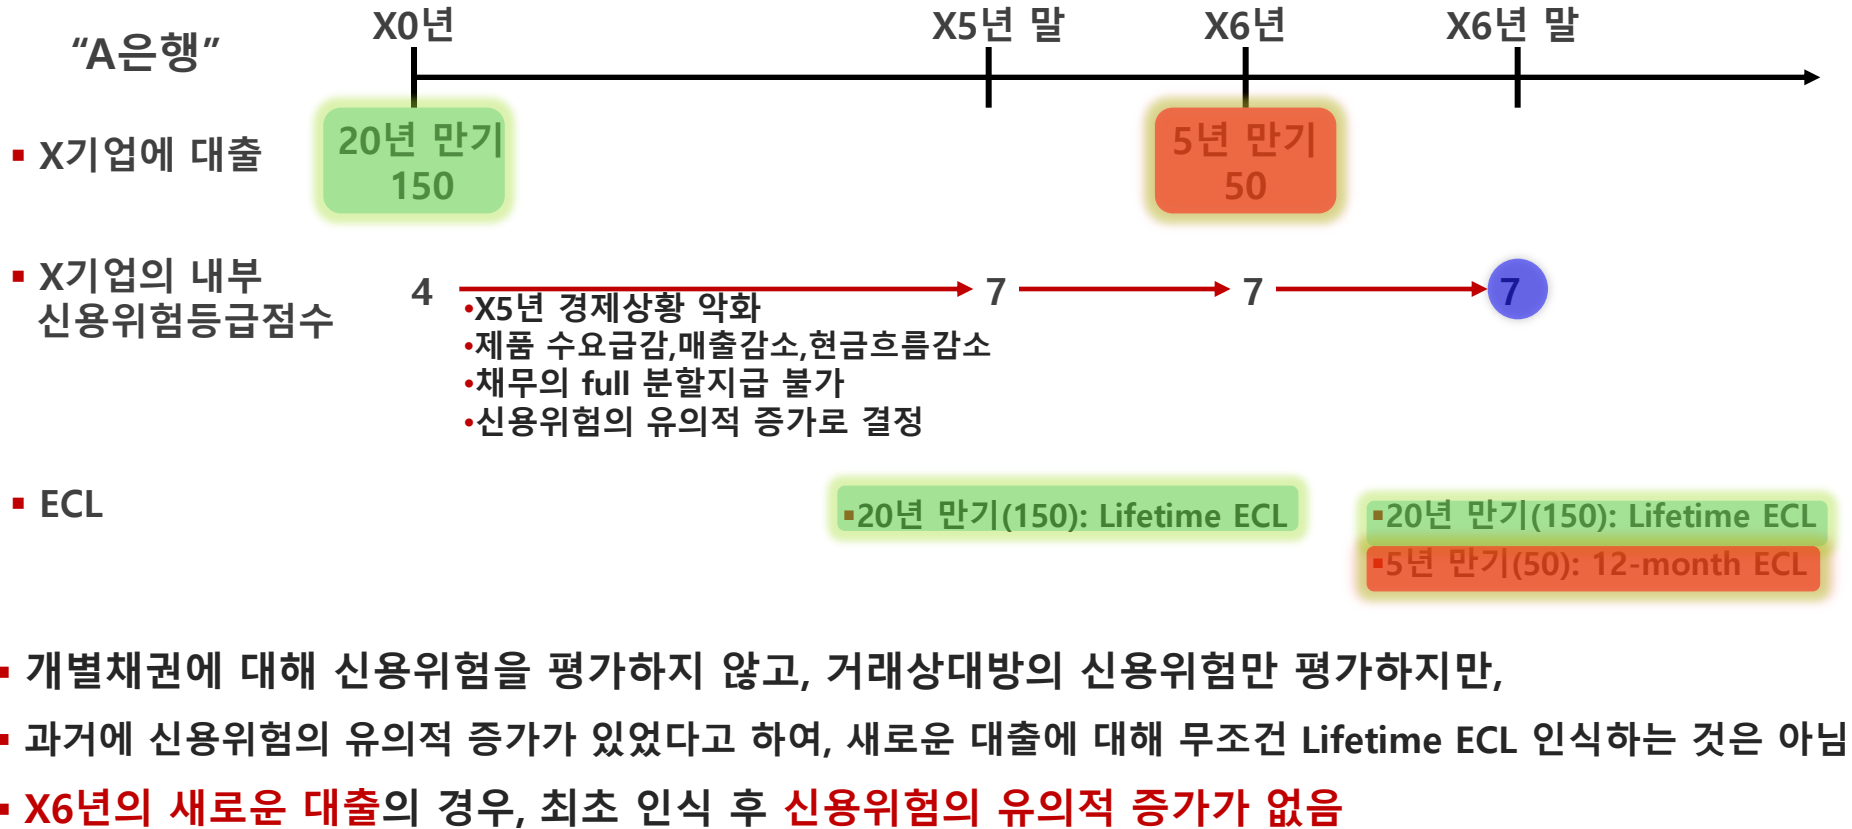 “A은행”
X0년
X5년 말
X6년
X6년 말
▪ X기업에 대출
20년 만기
150
5년 만기
50
▪ X기업의 내부
신용위험등급점수
4
7
7
7
•X5년 경제상황 악화
•제품 수요급감,매출감소,현금흐름감소
•채무의 full 분할지급 불가
•신용위험의 유의적 증가로 결정
▪ ECL
▪20년 만기(150): Lifetime ECL
▪20년 만기(150): Lifetime ECL
▪5년 만기(50): 12-month ECL
▪ 개별채권에 대해 신용위험을 평가하지 않고, 거래상대방의 신용위험만 평가하지만,
▪ 과거에 신용위험의 유의적 증가가 있었다고 하여, 새로운 대출에 대해 무조건 Lifetime ECL 인식하는 것은 아님
▪ X6년의 새로운 대출의 경우, 최초 인식 후 신용위험의 유의적 증가가 없음